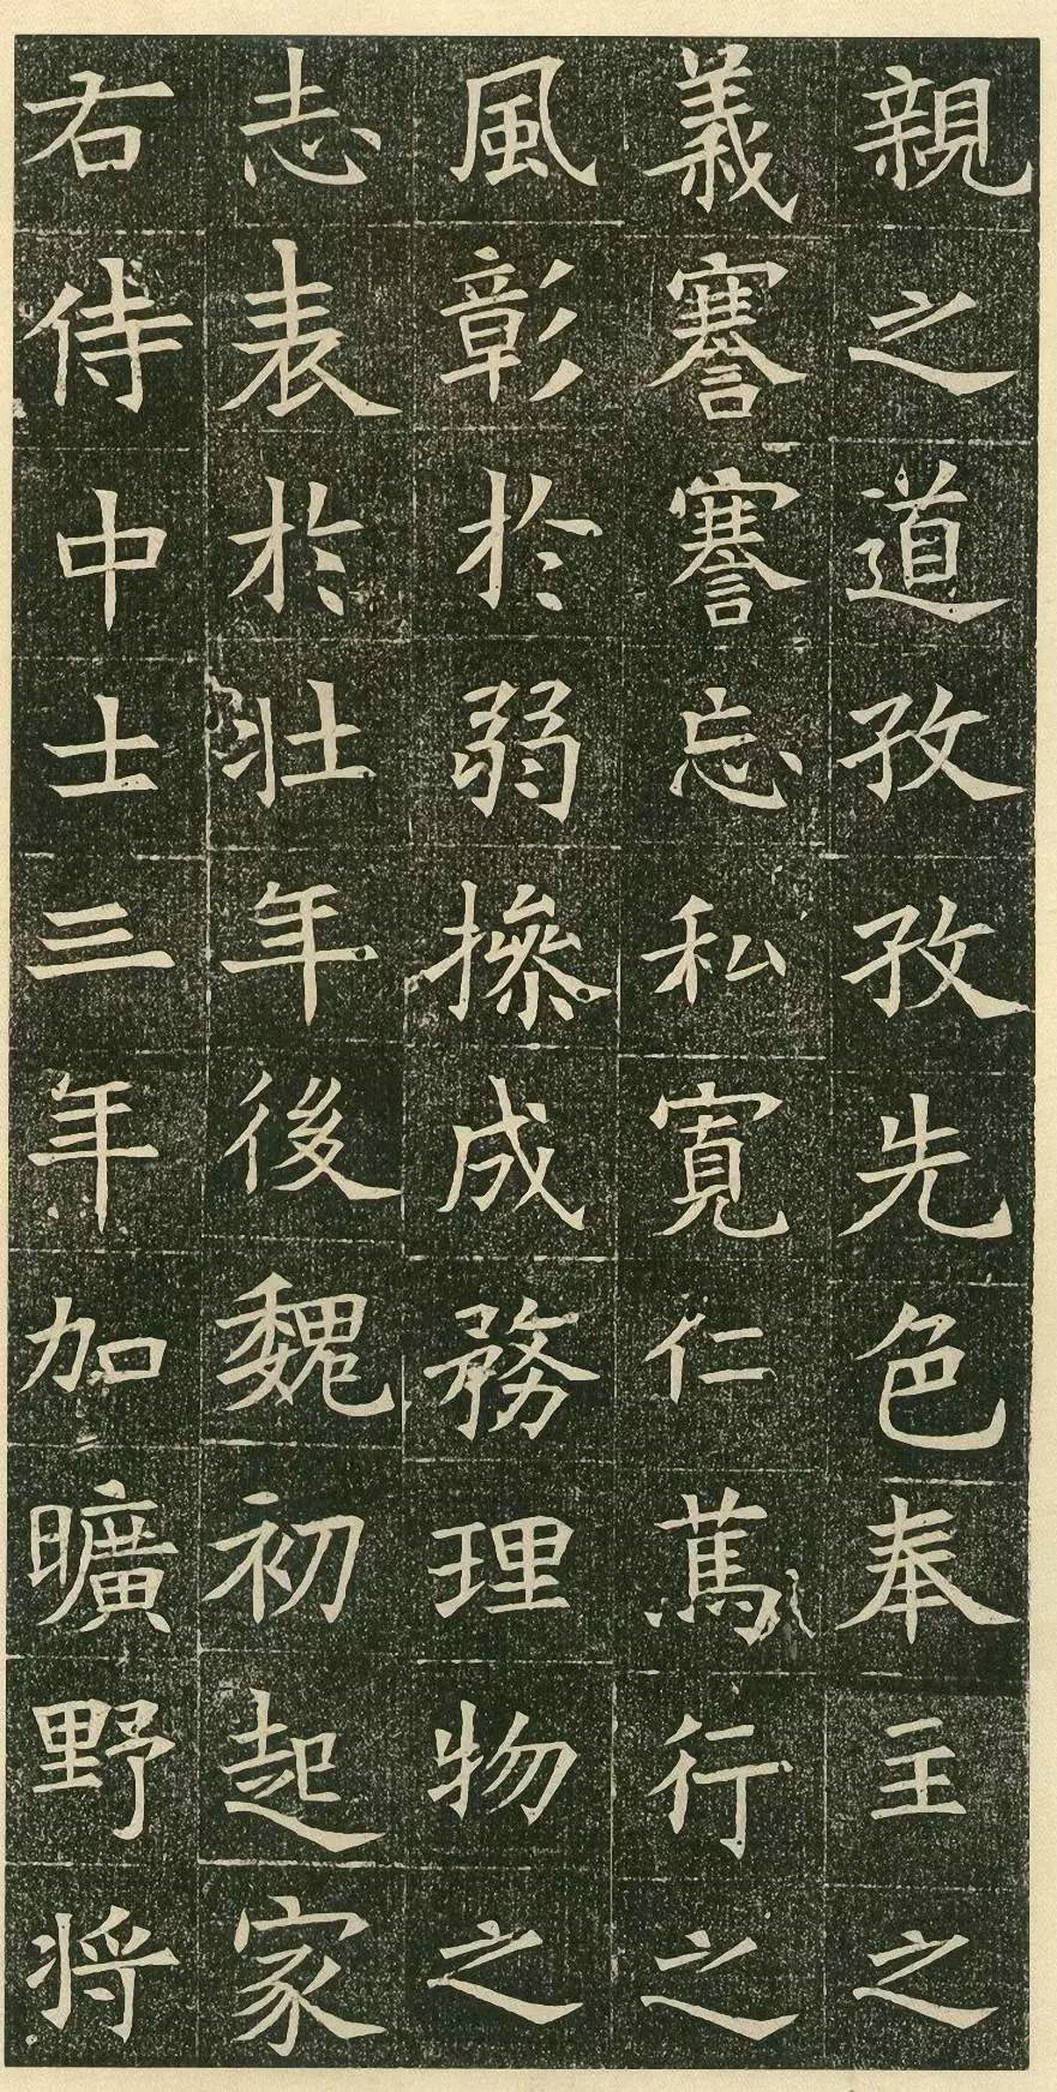 親之道孜孜先色奉主之
義謇謇忘私寬仁篤行之
風彰於弱操成務理物之
志表於壯年後魏初起家
右侍中士三年加曠野将